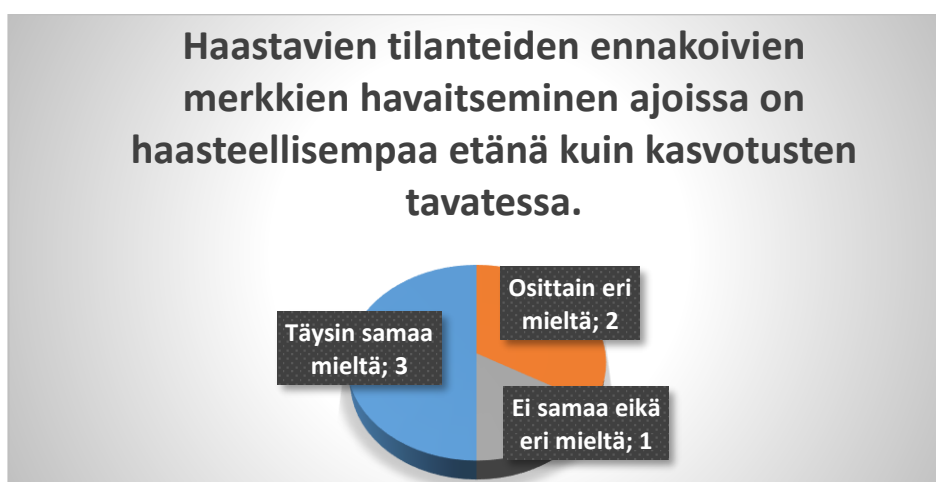 Haastavien tilanteiden ennakoivien
merkkien havaitseminen ajoissa on
haasteellisempaa etänä kuin kasvotusten
tavatessa.
Osittain eri
mieltä; 2
Täysin samaa
mieltä; 3
Ei samaa eikä
eri mieltä; 1